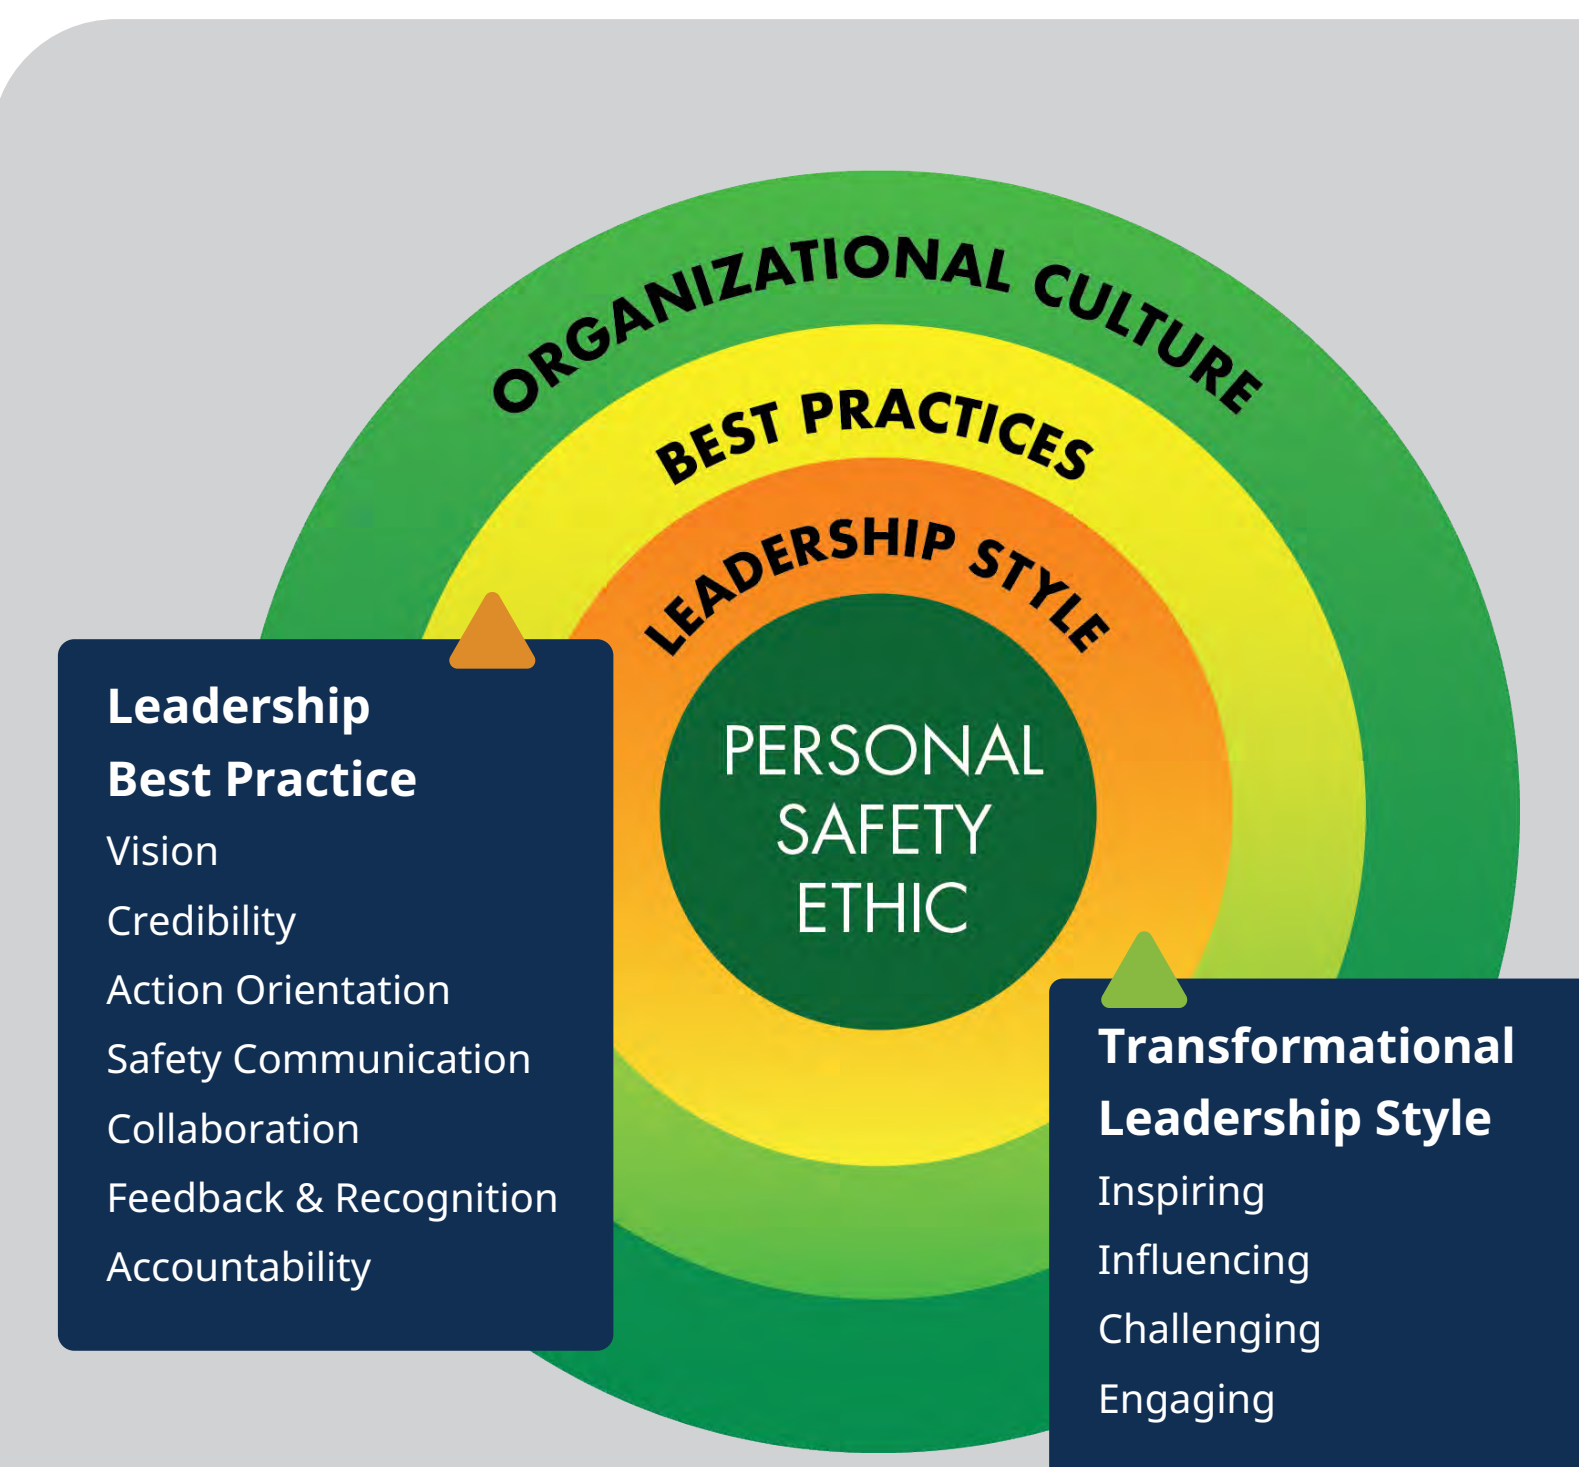 ORGANIZATIONAL CULTURE
BEST PRACTICES
LEADERSHIP STYLE
PERSONAL
SAFETY
ETHIC
Leadership
Best Practice
Vision
Credibility
Action Orientation
Safety Communication
Collaboration
Feedback & Recognition
Accountability
Transformational
Leadership Style
Inspiring
Influencing
Challenging
Engaging